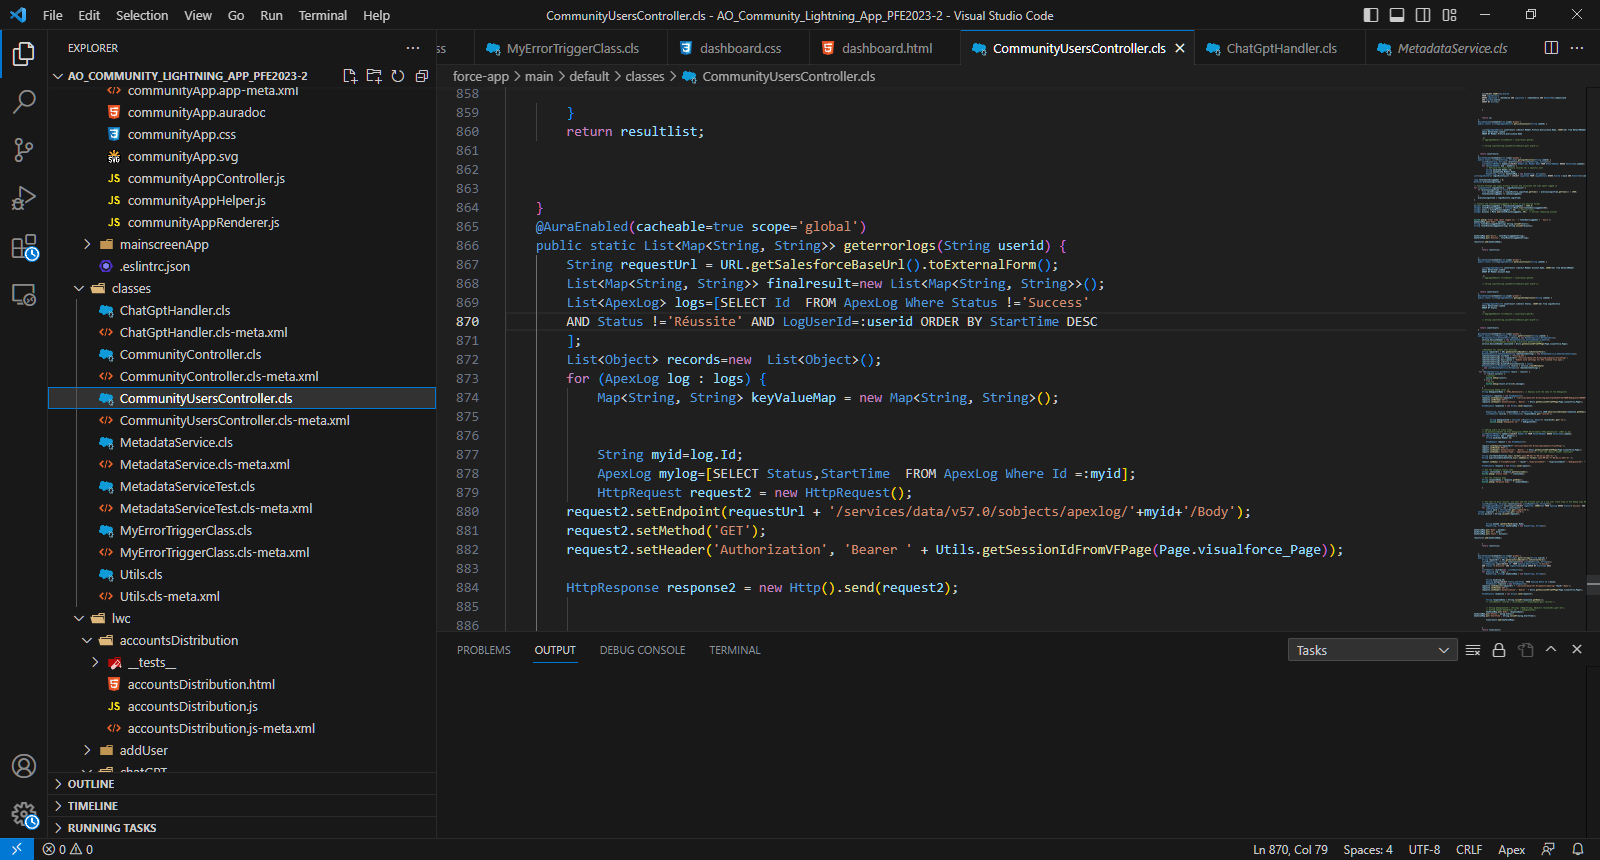 File Edit Selection View Go Run Terminal Help
CommunityUsersController.cls - AO_Community_Lightning_App_PFE2023-2 - Visual Studio Code
EXPLORER
AO_COMMUNITY_LIGHTNING_APP_PFE2023-2
communityApp.app-meta.xml
communityApp.auradoc
communityApp.css
communityApp.svg
JS communityAppController.js
JS communityAppHelper.js
JS communityAppRenderer.js
mainscreenApp
.eslintrc.json
classes
ChatGptHandler.cls
ChatGptHandler.cls-meta.xml
CommunityController.cls
CommunityController.cls-meta.xml
CommunityUsersController.cls
CommunityUsersController.cls-meta.xml
MetadataService.cls
MetadataService.cls-meta.xml
MetadataServiceTest.cls
MetadataServiceTest.cls-meta.xml
MyErrorTriggerClass.cls
MyErrorTriggerClass.cls-meta.xml
Utils.cls
Utils.cls-meta.xml
lwc
accountsDistribution
__tests__
accountsDistribution.html
JS accountsDistribution.js
accountsDistribution.js-meta.xml
addUser
chatGPT
OUTLINE
TIMELINE
RUNNING TASKS
ss MyErrorTriggerClass.cls dashboard.css dashboard.html CommunityUsersController.cls ChatGptHandler.cls MetadataService.cls
force-app > main > default > classes > CommunityUsersController.cls
858
859 }
860 return resultlist;
861
862
863
864 }
865 @AuraEnabled(cacheable=true scope='global')
866 public static List<Map<String, String>> geterrorlogs(String userid) {
867 String requestUrl = URL.getSalesforceBaseUrl().toExternalForm();
868 List<Map<String, String>> finalresult=new List<Map<String, String>>();
869 List<ApexLog> logs=[SELECT Id  FROM ApexLog Where Status !='Success'
870 AND Status !='Réussite' AND LogUserId=:userid ORDER BY StartTime DESC
871 ];
872 List<Object> records=new  List<Object>();
873 for (ApexLog log : logs) {
874 Map<String, String> keyValueMap = new Map<String, String>();
875
876
877 String myid=log.Id;
878 ApexLog mylog=[SELECT Status,StartTime  FROM ApexLog Where Id =:myid];
879 HttpRequest request2 = new HttpRequest();
880 request2.setEndpoint(requestUrl + '/services/data/v57.0/sobjects/apexlog/'+myid+'/Body');
881 request2.setMethod('GET');
882 request2.setHeader('Authorization', 'Bearer ' + Utils.getSessionIdFromVFPage(Page.visualforce_Page));
883
884 HttpResponse response2 = new Http().send(request2);
885
886
PROBLEMS OUTPUT DEBUG CONSOLE TERMINAL
Tasks
0 0
Ln 870, Col 79 Spaces: 4 UTF-8 CRLF Apex